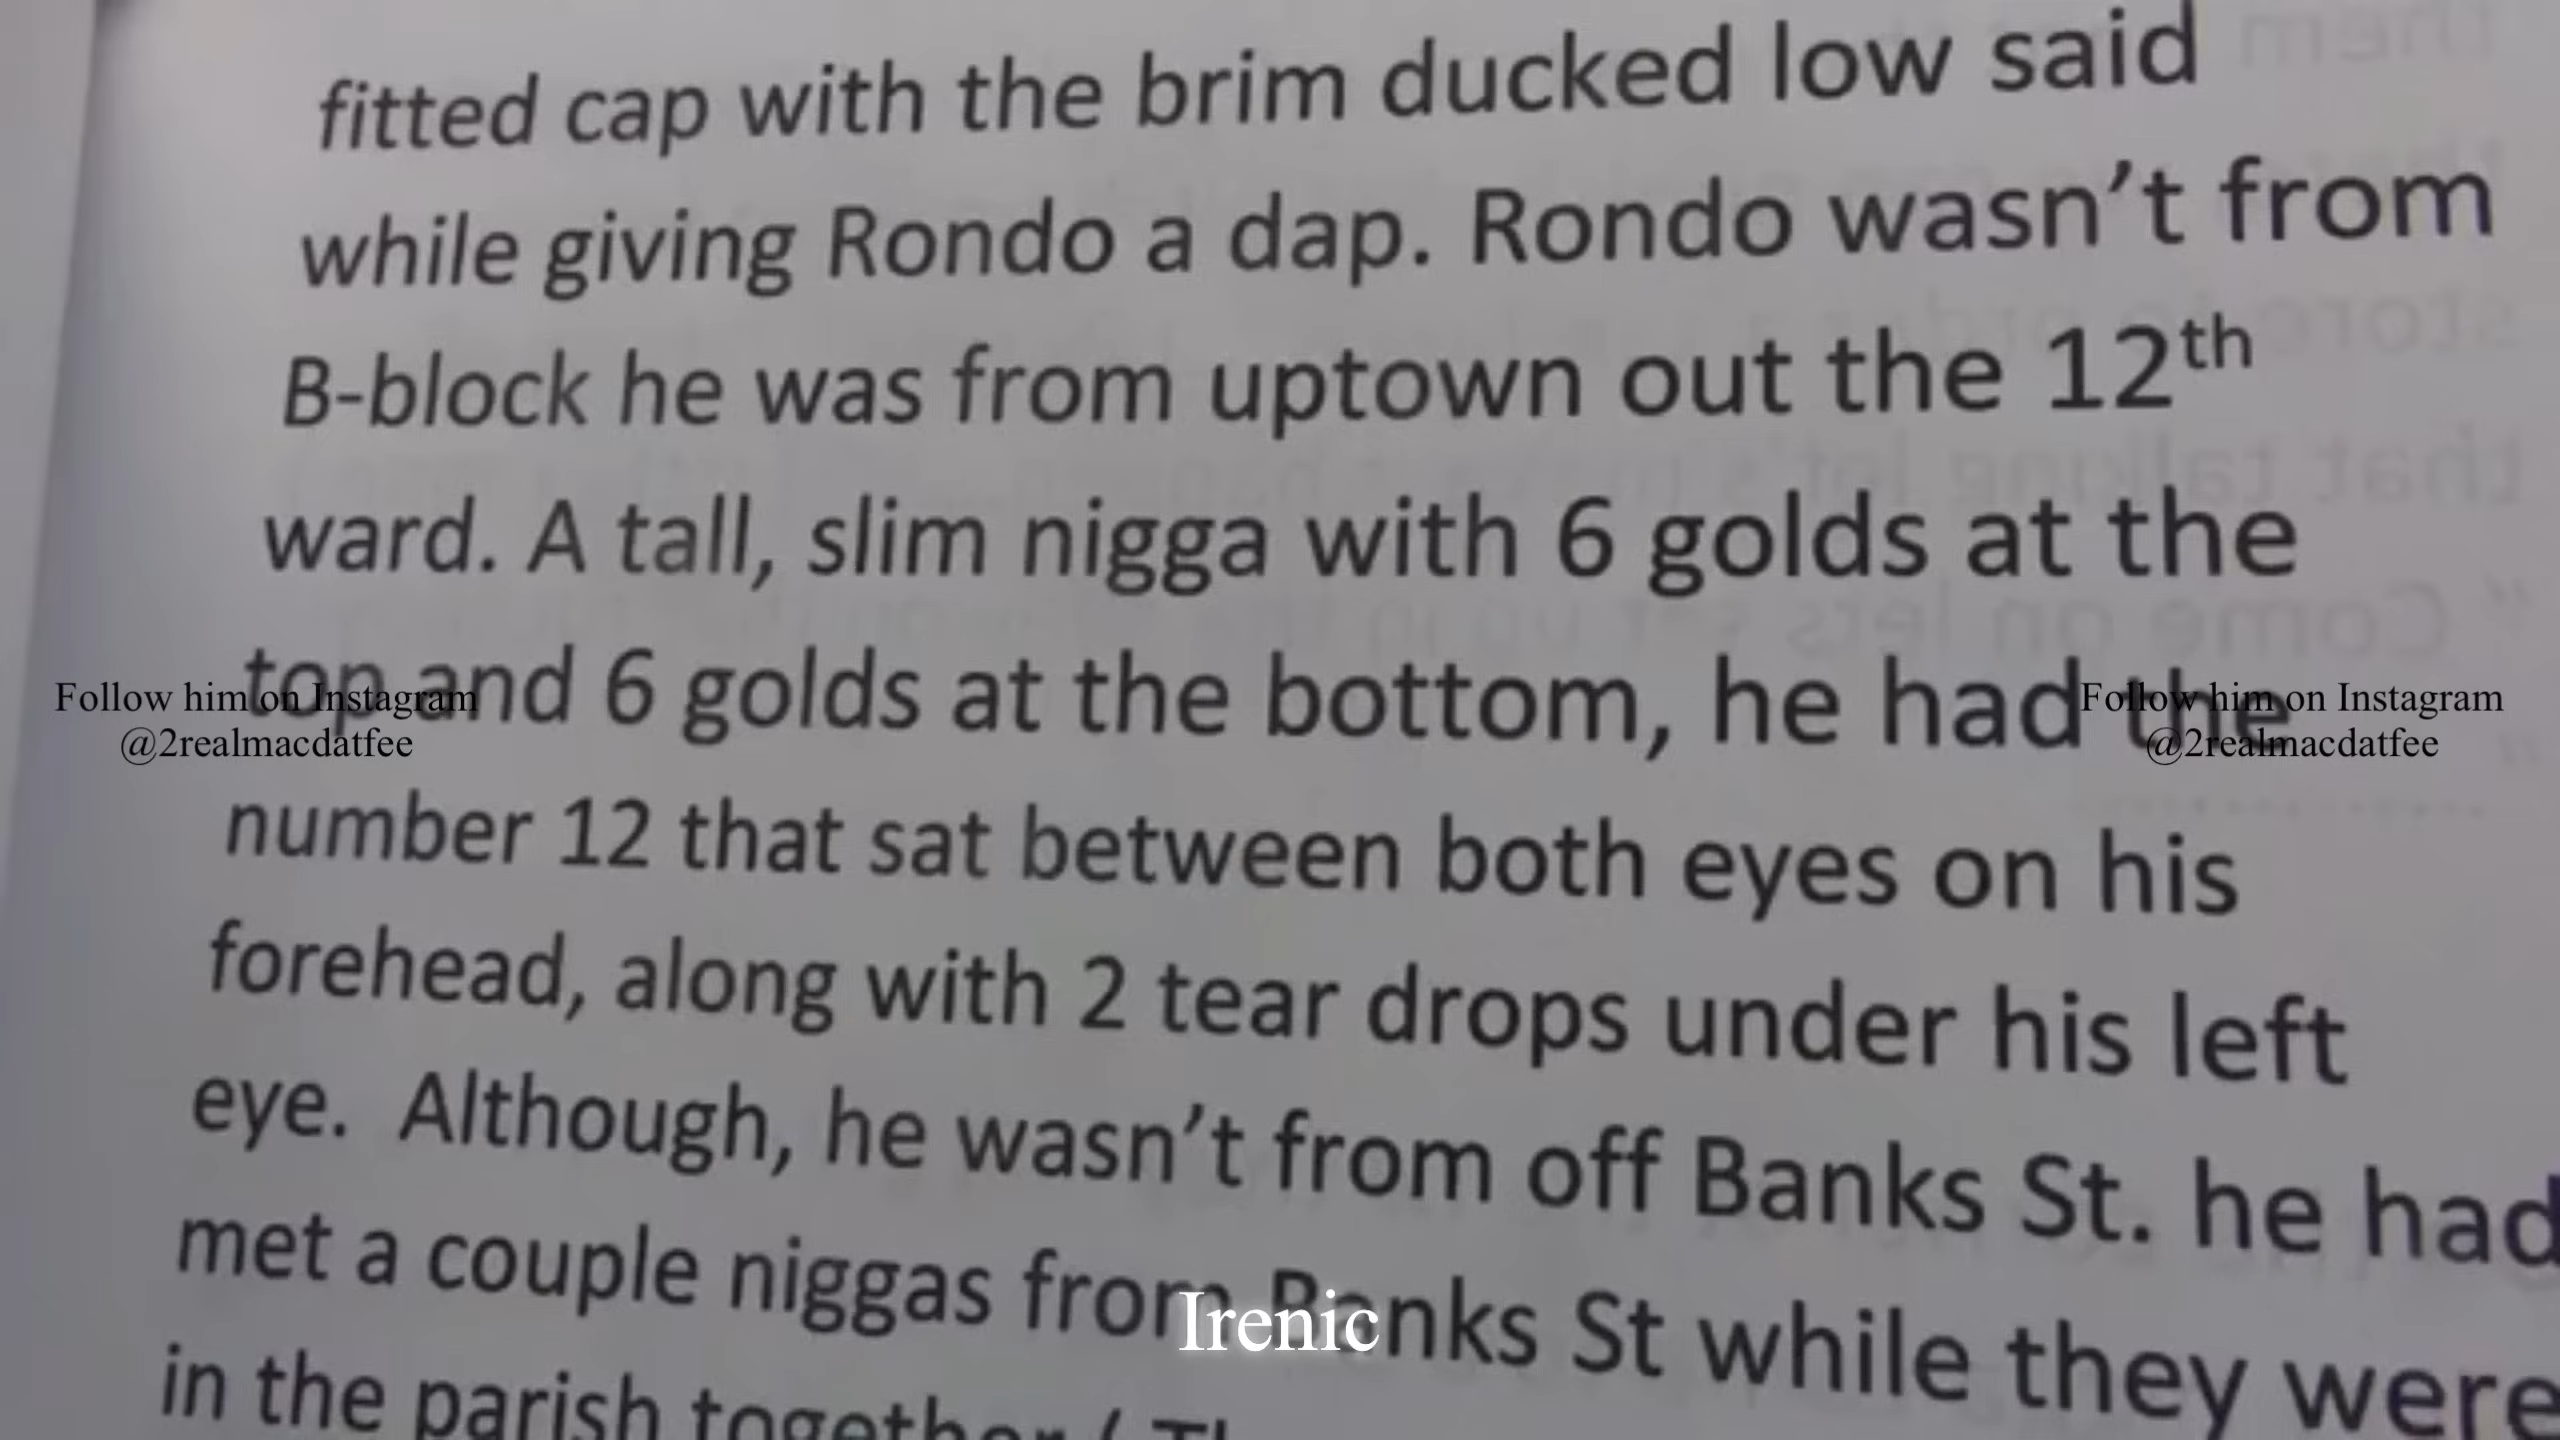 fitted cap with the brim ducked low said
while giving Rondo a dap. Rondo wasn't from
B-block he was from uptown out the 12th
ward. A tall, slim nigga with 6 golds at the
top and 6 golds at the bottom, he had the
Follow him on Instagram
@2realmacdatfee
Follow him on Instagram
@2realmacdatfee
number 12 that sat between both eyes on his
forehead, along with 2 tear drops under his left
eye. Although, he wasn't from off Banks St. he had
met a couple niggas from Banks St while they were
Irenic
in the parish together